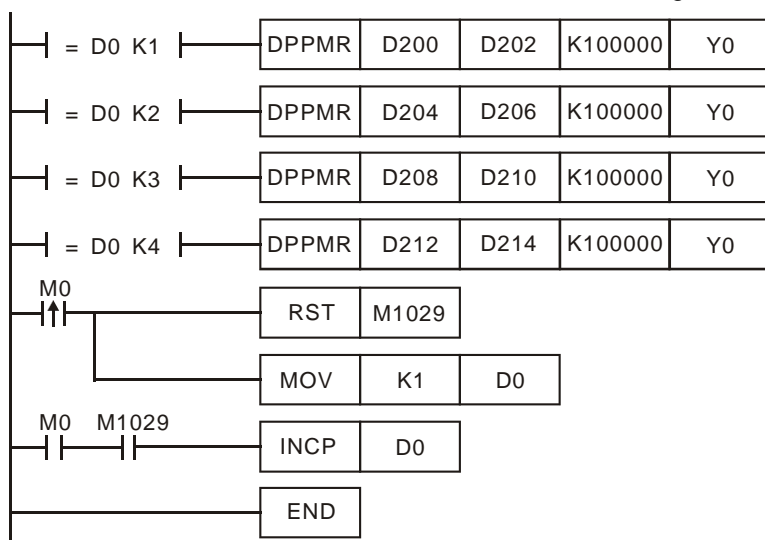 = D0 K1 DPPMR D200 D202 K100000 Y0
= D0 K2 DPPMR D204 D206 K100000 Y0
= D0 K3 DPPMR D208 D210 K100000 Y0
= D0 K4 DPPMR D212 D214 K100000 Y0
M0
RST M1029
MOV K1 D0
M0 M1029
INCP D0
END